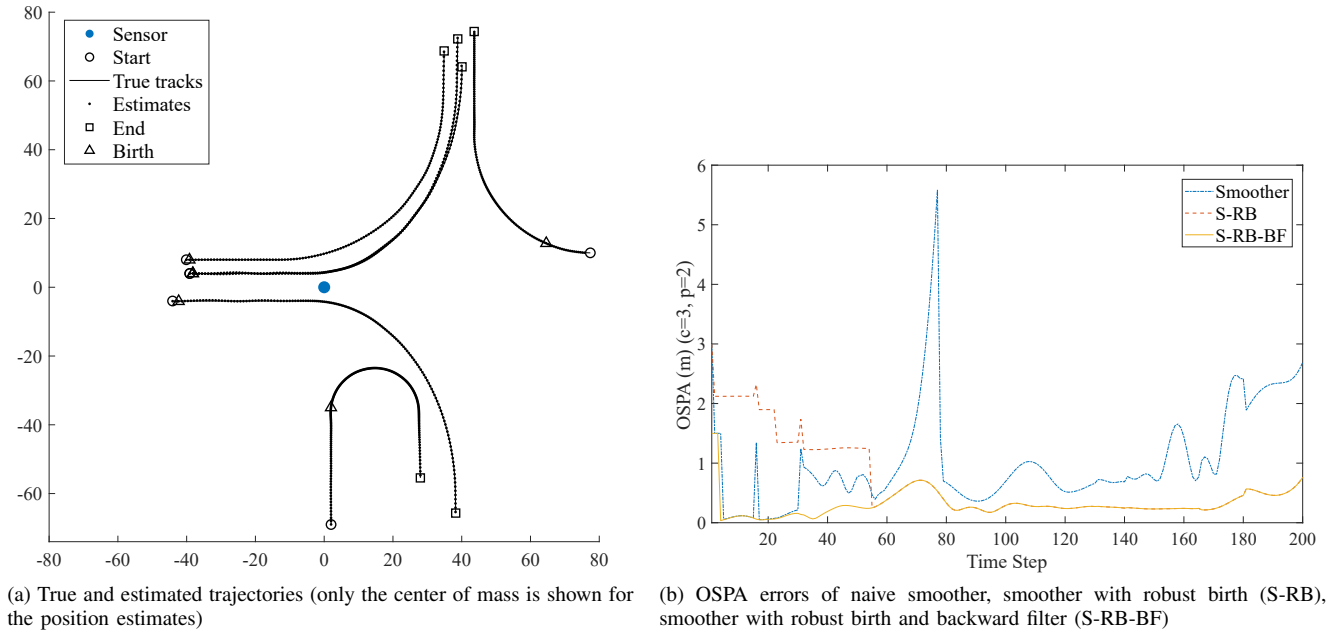 80
60
40
20
0
-20
-40
-60
-80
-60
-40
-20
0
20
40
60
80
Sensor
Start
True tracks
Estimates
End
Birth
(a) True and estimated trajectories (only the center of mass is shown for
the position estimates)
6
5
4
3
2
1
0
OSPA (m) (c=3, p=2)
20
40
60
80
100
120
140
160
180
200
Time Step
Smoother
S-RB
S-RB-BF
(b) OSPA errors of naive smoother, smoother with robust birth (S-RB),
smoother with robust birth and backward filter (S-RB-BF)